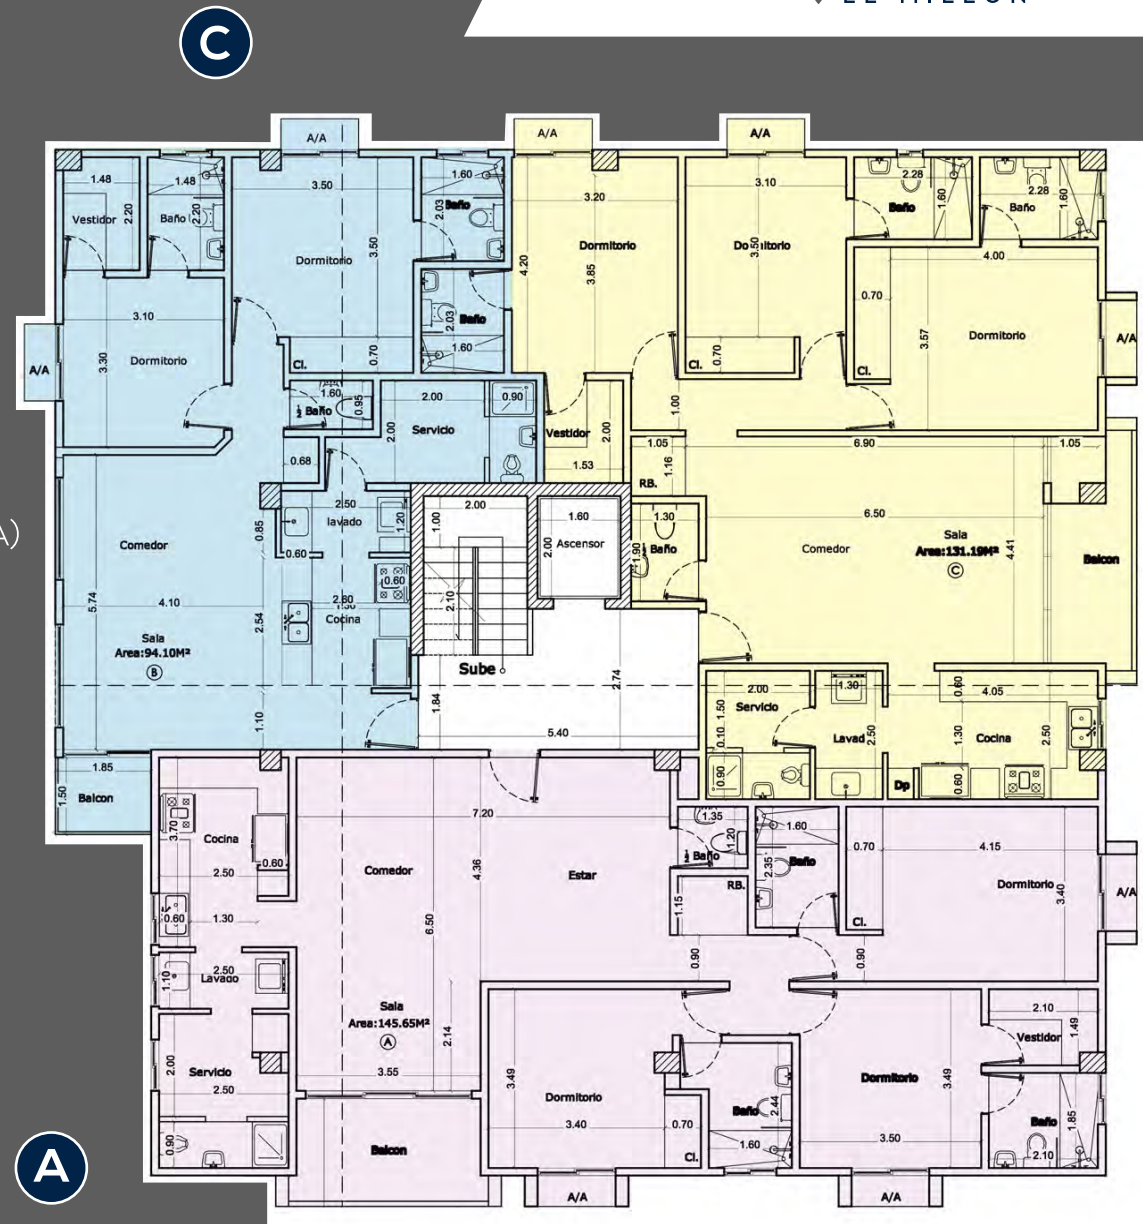 C
A/A
A/A
A/A
1.48
Vestidor
2.20
1.48
Baño
2.20
3.50
Dormitorio
3.50
0.70
Cl.
1.60
2.03
Baño
2.03
Baño
1.60
3.20
4.20
Dormitorio
3.85
3.10
Dormitorio
3.50
0.70
Cl.
2.28
Baño
1.60
2.28
Baño
1.60
4.00
0.70
3.57
Dormitorio
Cl.
A/A
A/A
3.10
3.30
Dormitorio
1.60
½ Baño
0.95
2.00
2.00
Servicio
0.90
Vestidor
2.00
1.53
1.00
1.05
1.16
RB.
6.90
1.05
0.68
2.50
lavado
1.20
0.60
0.85
Comedor
5.74
4.10
Sala
Area:94.10M²
B
2.54
0.60
2.60
Cocina
1.10
2.00
1.00
2.10
1.60
2.00
Ascensor
Sube
1.84
2.74
5.40
1.30
1.90
Baño
6.50
Comedor
Sala
Area:131.19M²
C
4.41
Balcon
2.00
Servicio
1.50
0.10
0.90
1.30
Lavad
2.50
0.60
4.05
1.30
Cocina
2.50
Dp
0.60
1.85
1.50
Balcon
3.70
Cocina
0.60
2.50
0.60
1.30
2.50
Lavado
1.10
2.00
Servicio
2.50
0.90
7.20
Comedor
4.36
Estar
6.50
Sala
Area:145.65M²
A
2.14
3.55
Balcon
1.35
1.20
½ Baño
RB.
1.15
0.90
1.60
2.35
Baño
0.70
4.15
Dormitorio
3.40
Cl.
0.90
A/A
3.49
Dormitorio
3.40
0.70
Cl.
2.44
Baño
1.60
Dormitorio
3.49
3.50
2.10
Vestidor
1.49
Baño
1.85
2.10
A/A
A/A
A